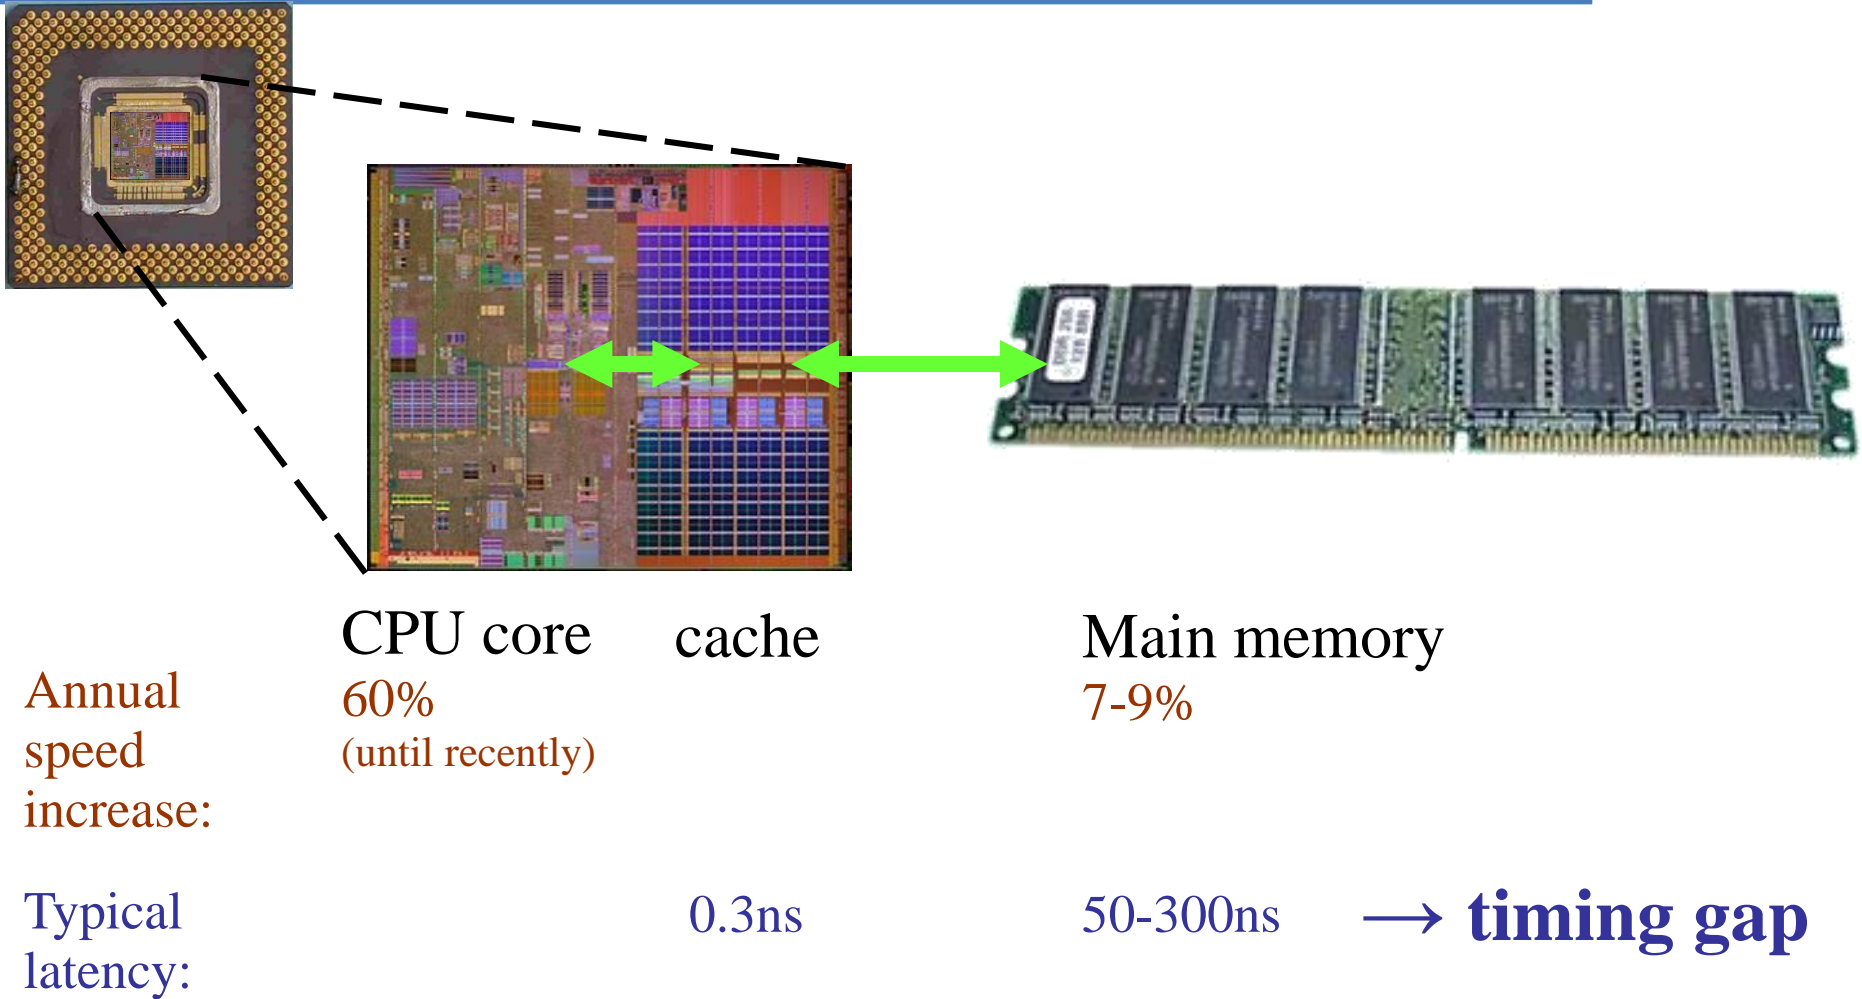 CPU core cache Main memory
Annual speed increase: 60% (until recently) 7-9%
Typical latency: 0.3ns 50-300ns → timing gap